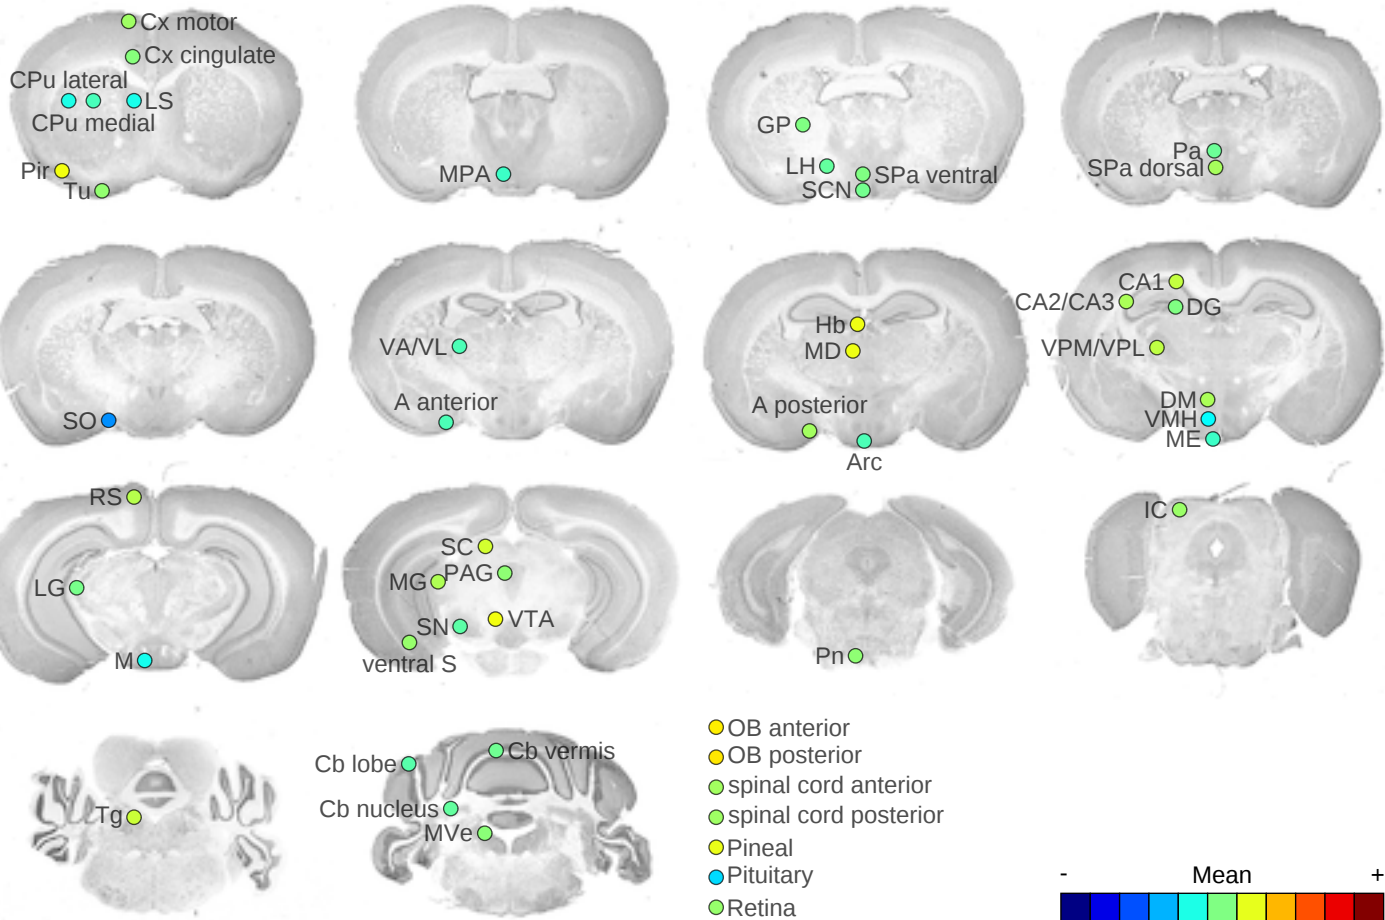 Cx motor
Cx cingulate
CPu lateral
LS
CPu medial
Pir
Tu
MPA
GP
LH
SPa ventral
SCN
Pa
SPa dorsal
SO
VA/VL
A anterior
Hb
MD
A posterior
Arc
CA1
CA2/CA3
DG
VPM/VPL
DM
VMH
ME
RS
LG
M
SC
MG
PAG
SN
VTA
ventral S
Pn
IC
Tg
Cb lobe
Cb vermis
Cb nucleus
MVe
OB anterior
OB posterior
spinal cord anterior
spinal cord posterior
Pineal
Pituitary
Retina
- Mean +